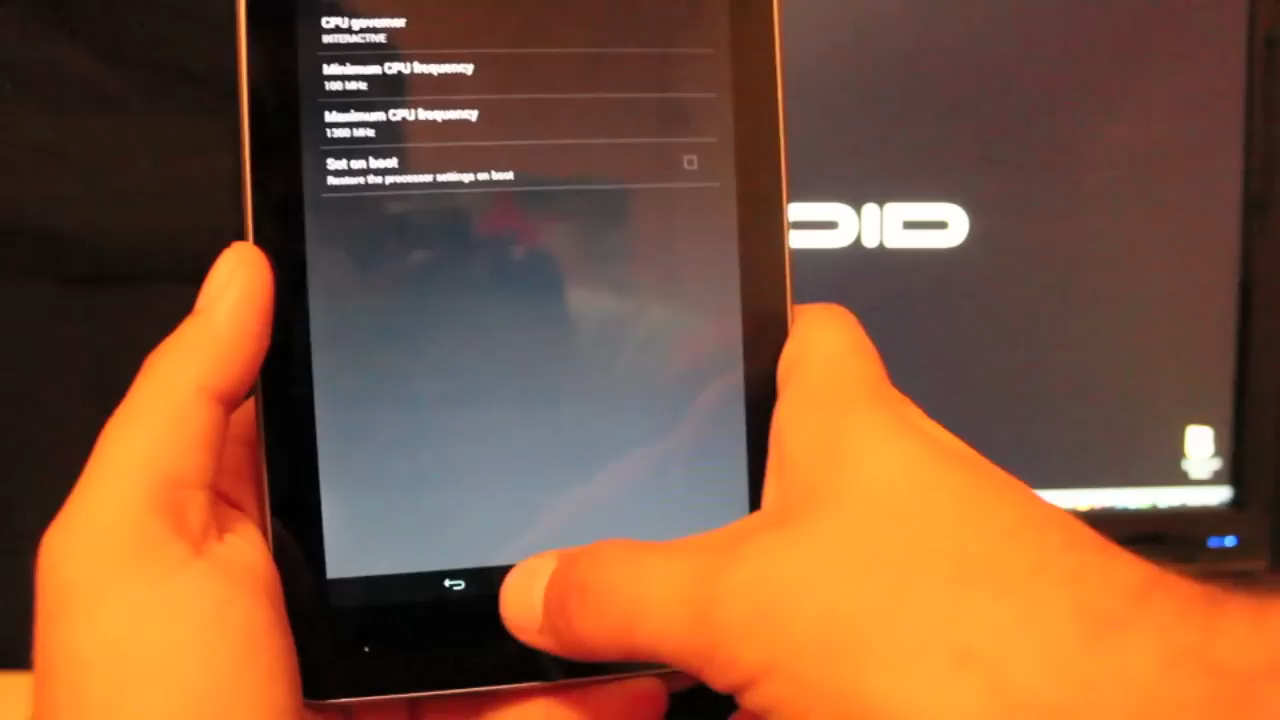 CPU governor
INTERACTIVE
Minimum CPU frequency
100 MHz
Maximum CPU frequency
1300 MHz
Set on boot
Restore the processor settings on boot
OID